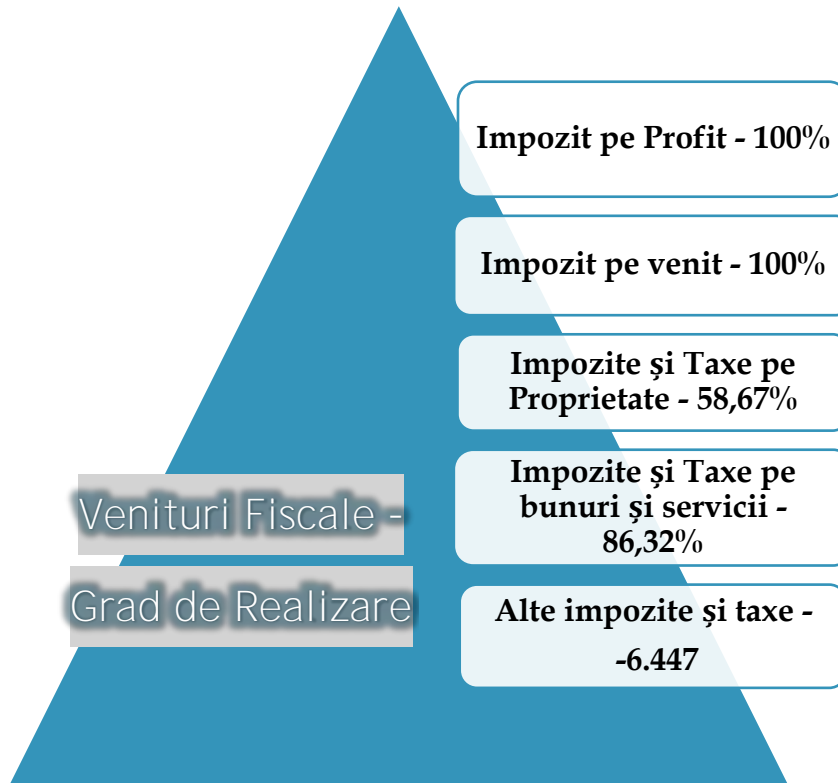 Impozit pe Profit - 100%
Impozit pe venit - 100%
Impozite și Taxe pe
Proprietate - 58,67%
Impozite și Taxe pe
bunuri și servicii -
86,32%
Alte impozite și taxe -
-6.447
Venituri Fiscale -
Grad de Realizare